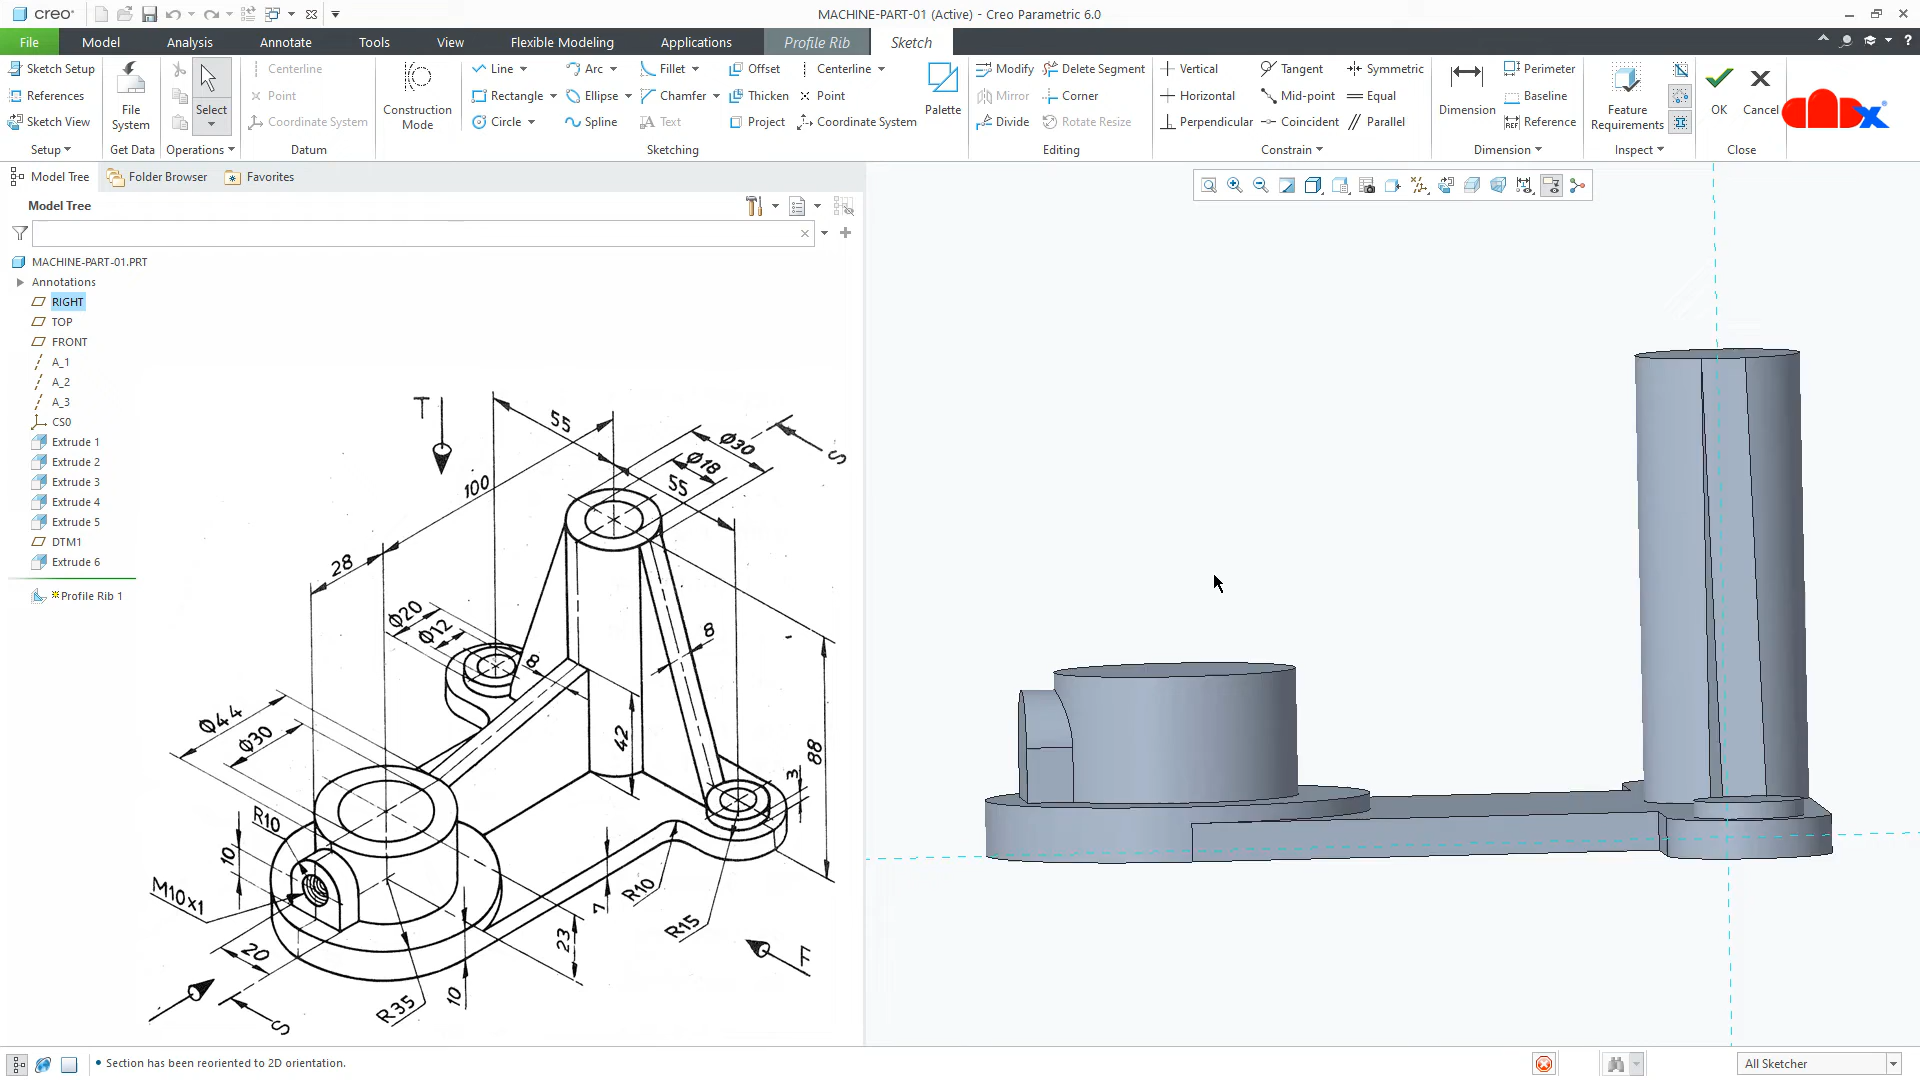 creo MACHINE-PART-01 (Active) - Creo Parametric 6.0
File Model Analysis Annotate Tools View Flexible Modeling Applications Profile Rib Sketch
Sketch Setup Centerline Line Arc Fillet Offset Centerline Modify Delete Segment Vertical Tangent Symmetric Perimeter
References Point Rectangle Ellipse Chamfer Thicken Point Mirror Corner Horizontal Mid-point Equal Baseline
Sketch View Coordinate System Circle Spline Text Project Coordinate System Divide Rotate Resize Perpendicular Coincident Parallel Reference
File System Select Construction Mode Palette Dimension Feature Requirements OK Cancel
Setup Get Data Operations Datum Sketching Editing Constrain Dimension Inspect Close
Model Tree Folder Browser Favorites
Model Tree
MACHINE-PART-01.PRT
Annotations
RIGHT
TOP
FRONT
A_1
A_2
A_3
CS0
Extrude 1
Extrude 2
Extrude 3
Extrude 4
Extrude 5
DTM1
Extrude 6
Profile Rib 1
T
55
Ø30
S
Ø18
100
55
28
Ø20
Ø12
8
8
Ø44
Ø30
42
88
3
R10
10
M10x1
R10
7
R15
23
F
20
10
R35
S
Section has been reoriented to 2D orientation.
All Sketcher